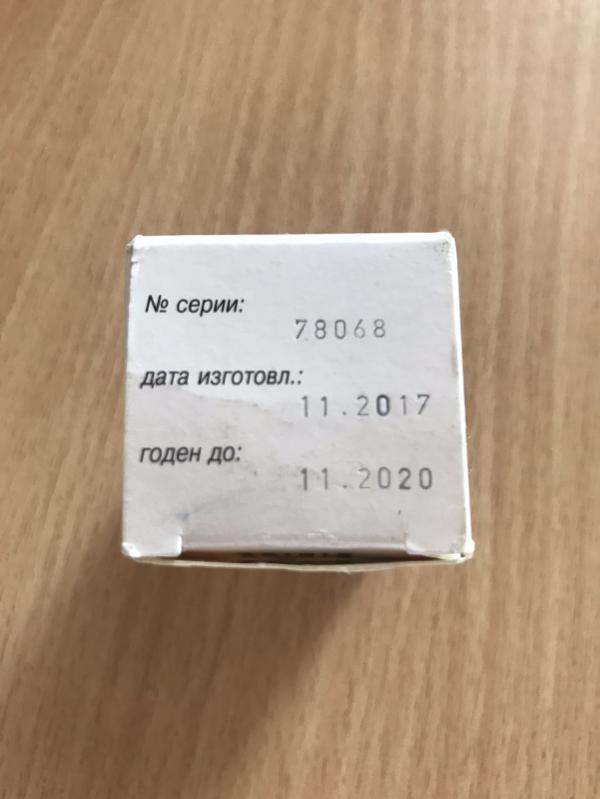 № серии:
78068
дата изготовл.:
11.2017
годен до:
11.2020